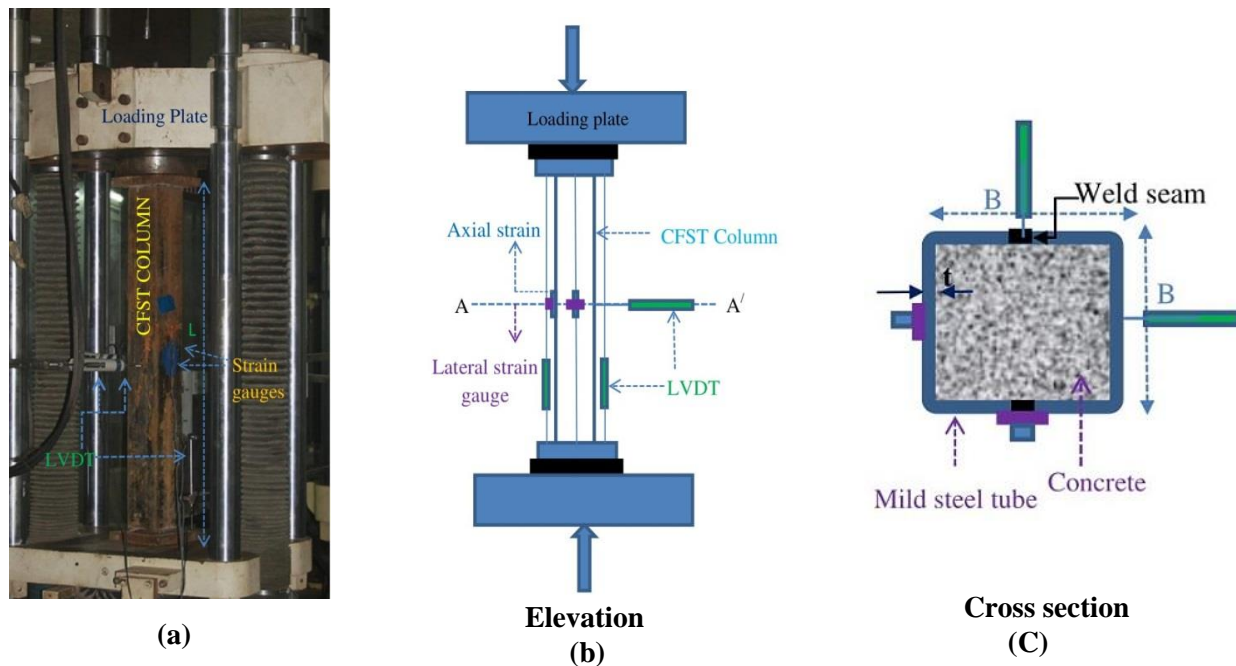 Loading Plate
CFST COLUMN
L
Strain
gauges
LVDT
(a)
Loading plate
Axial strain
CFST Column
A
A/
Lateral strain
gauge
LVDT
Elevation
(b)
Weld seam
B
t
B
Concrete
Mild steel tube
Cross section
(C)